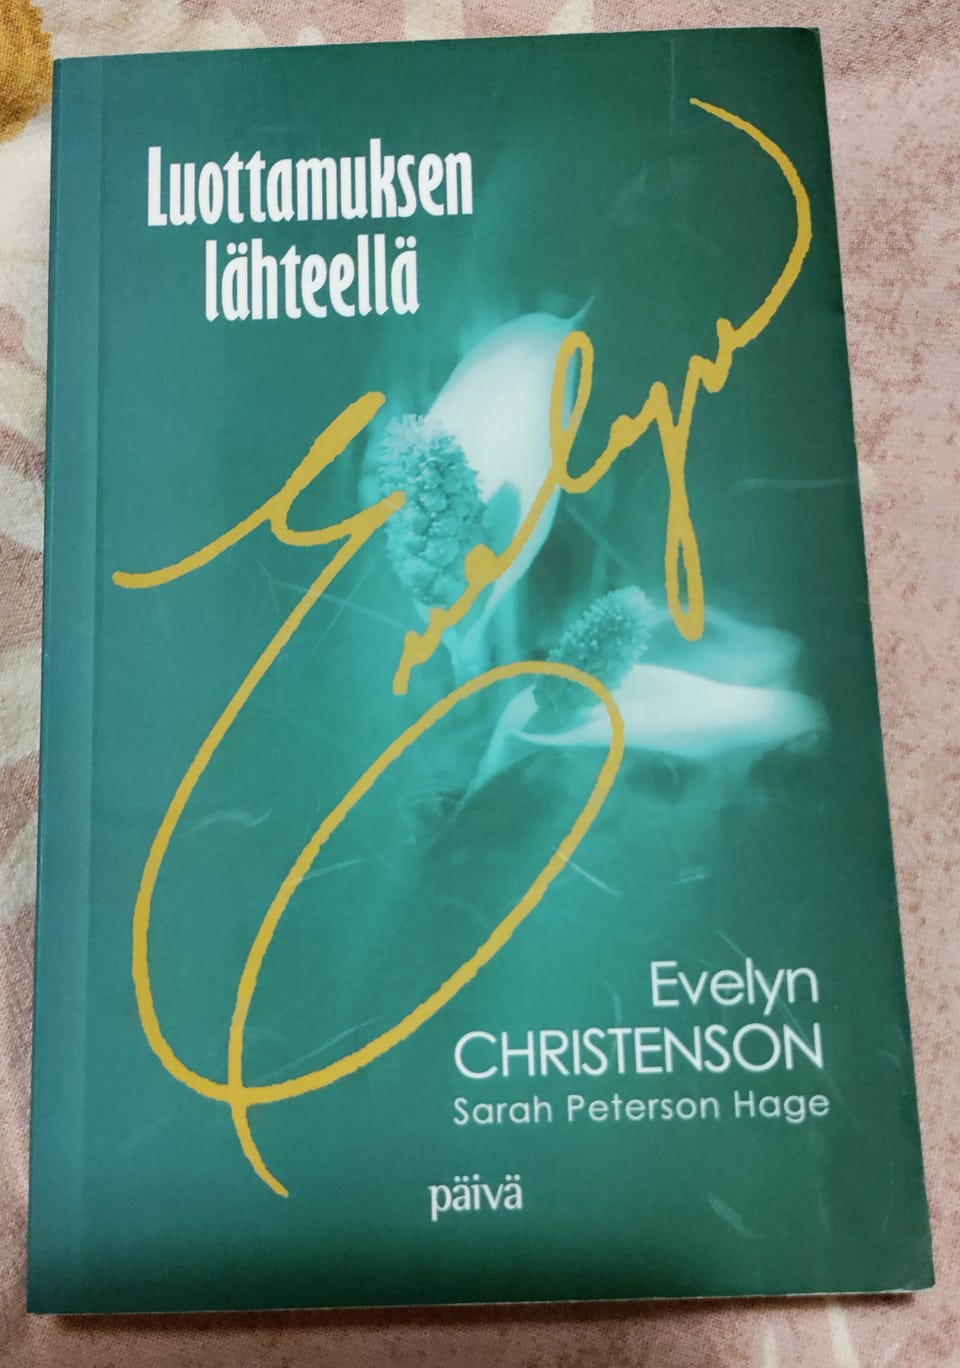 Luottamuksen
lähteellä
Evelyn
Evelyn
CHRISTENSON
Sarah Peterson Hage
päivä